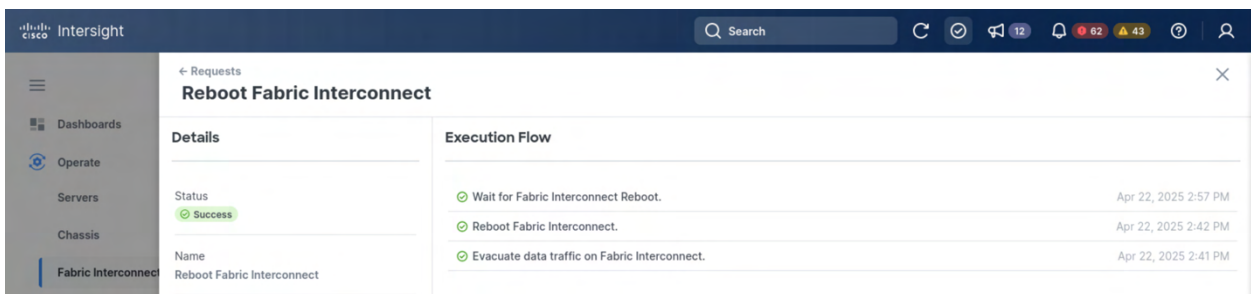 cisco Intersight
Search
12
62
43
Dashboards
Operate
Servers
Chassis
Fabric Interconnect
← Requests
Reboot Fabric Interconnect
Details
Status
Success
Name
Reboot Fabric Interconnect
Execution Flow
Wait for Fabric Interconnect Reboot. Apr 22, 2025 2:57 PM
Reboot Fabric Interconnect. Apr 22, 2025 2:42 PM
Evacuate data traffic on Fabric Interconnect. Apr 22, 2025 2:41 PM